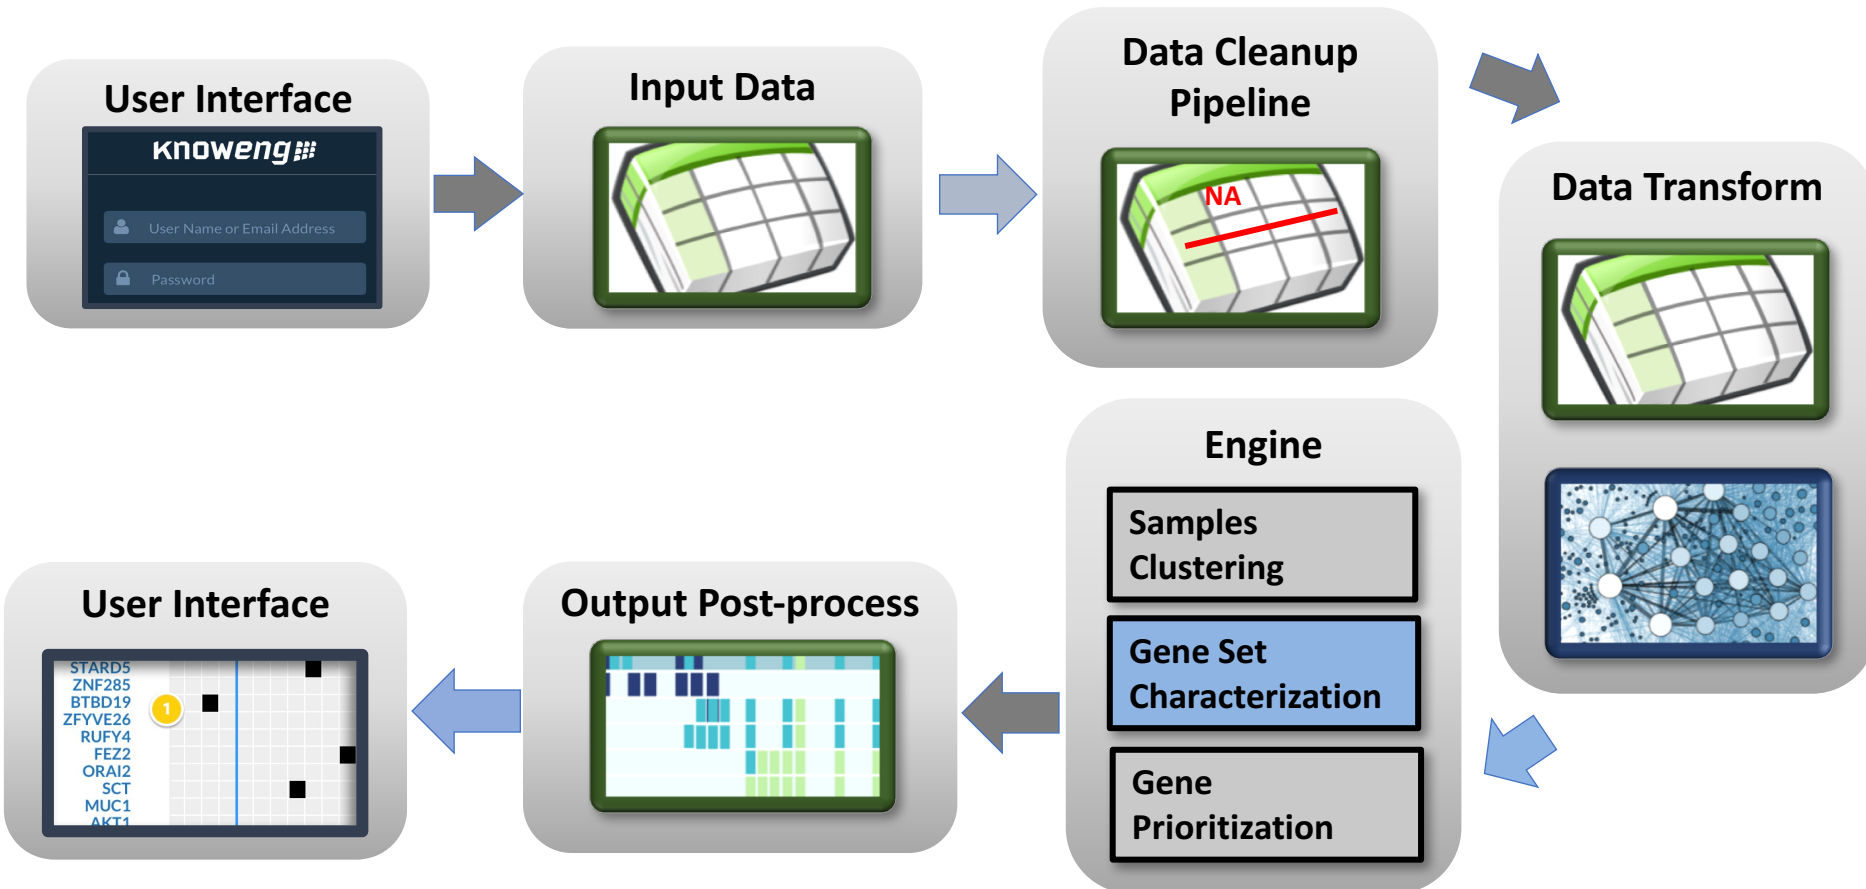 User Interface
knoweng
User Name or Email Address
Password
Input Data
Data Cleanup
Pipeline
NA
Data Transform
Engine
Samples
Clustering
Gene Set
Characterization
Gene
Prioritization
Output Post-process
User Interface
STARD5
ZNF285
BTBD19
ZFYVE26
RUFY4
FEZ2
ORAI2
SCT
MUC1
AKT1
1